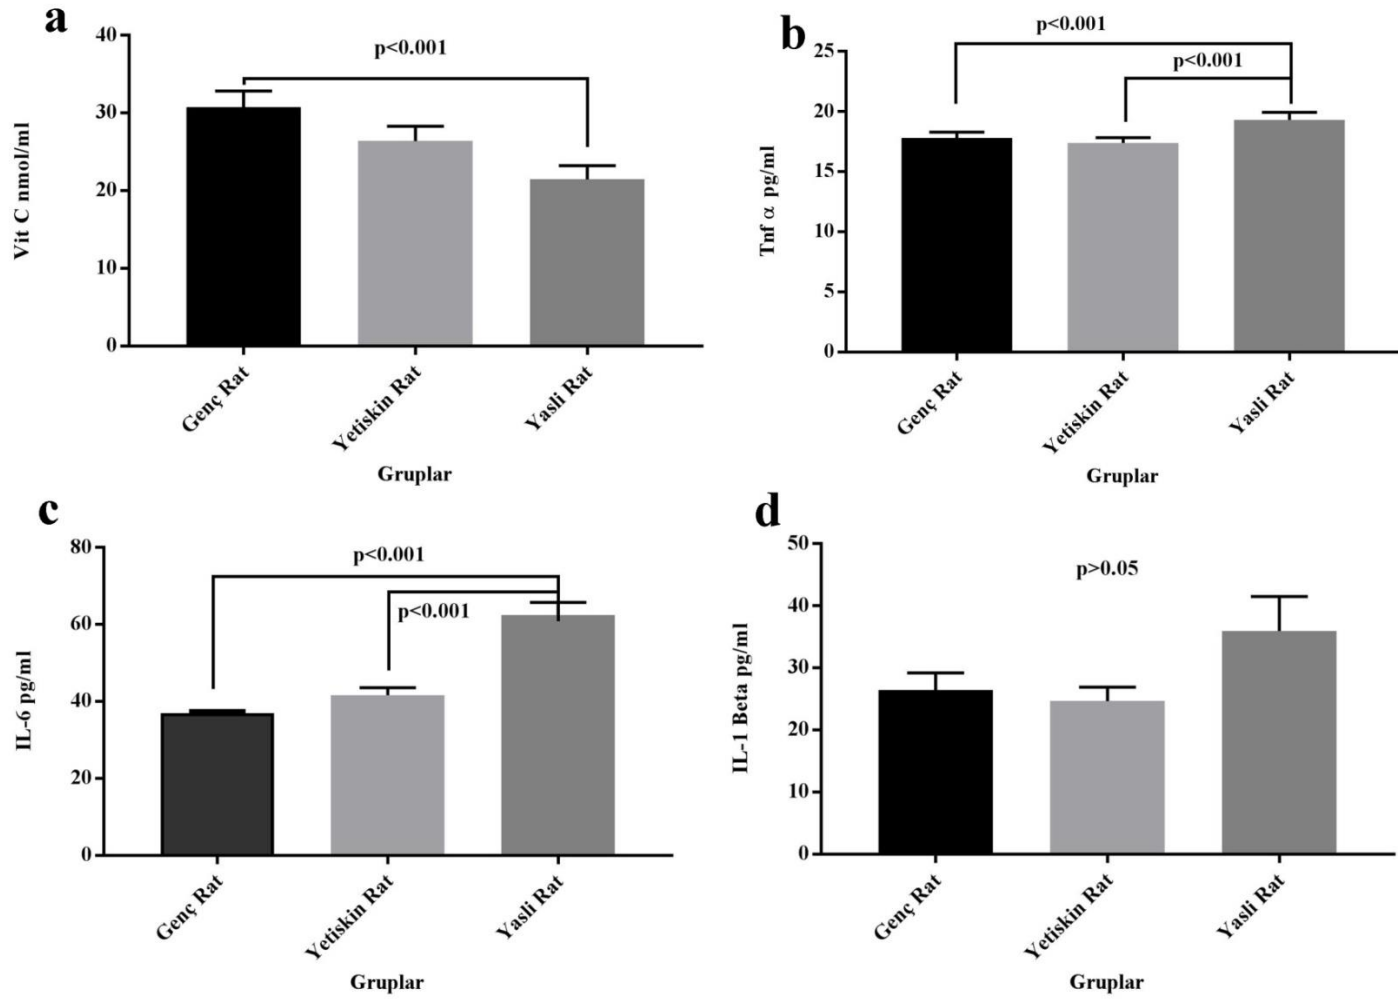 a
p<0.001
40
30
20
10
0
Vit C nmol/ml
Genç Rat
Yetiskin Rat
Yasli Rat
Gruplar
b
p<0.001
p<0.001
25
20
15
10
5
0
Tnf α pg/ml
Genç Rat
Yetiskin Rat
Yasli Rat
Gruplar
c
p<0.001
p<0.001
80
60
40
20
0
IL-6 pg/ml
Genç Rat
Yetiskin Rat
Yasli Rat
Gruplar
d
p>0.05
50
40
30
20
10
0
IL-1 Beta pg/ml
Genç Rat
Yetiskin Rat
Yasli Rat
Gruplar